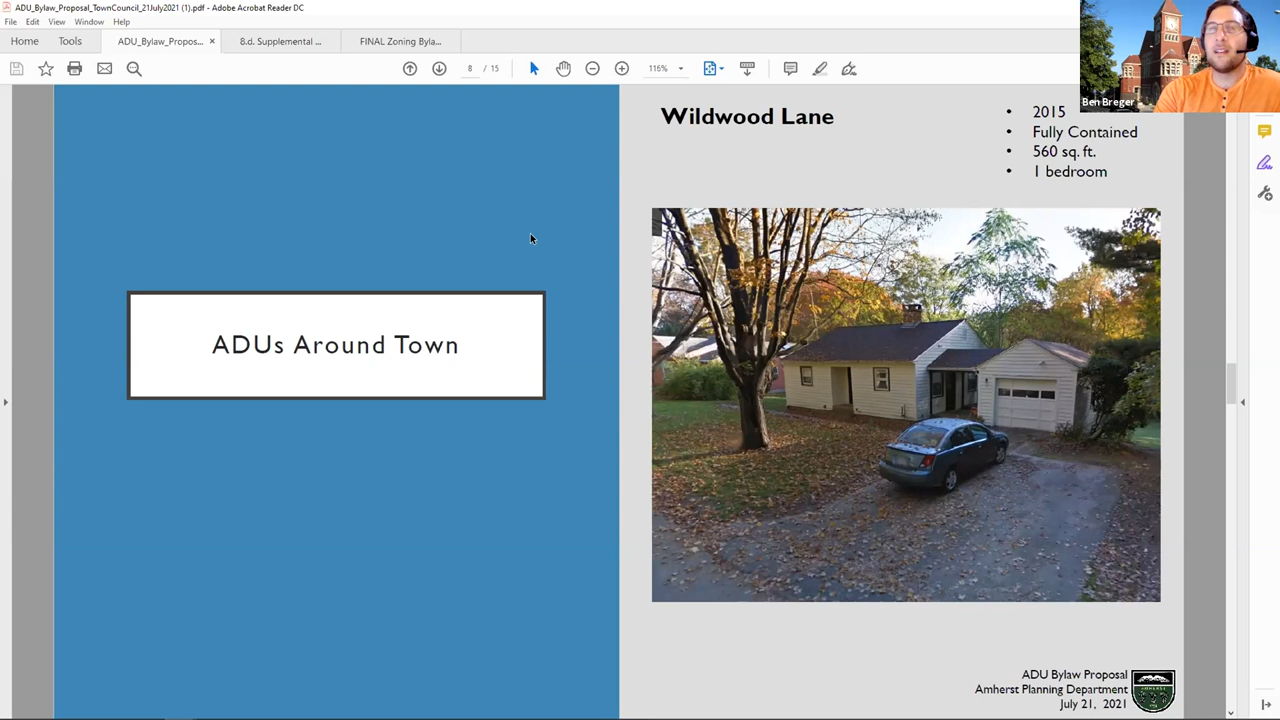 ADU_Bylaw_Proposal_TownCouncil_21July2021 (1).pdf - Adobe Acrobat Reader DC
File Edit View Window Help
Home Tools ADU_Bylaw_Propos... × 8.d. Supplemental ... FINAL Zoning Byla...
8 / 15 116%
Ben Breger
Wildwood Lane
• 2015
• Fully Contained
• 560 sq. ft.
• 1 bedroom
ADUs Around Town
ADU Bylaw Proposal
Amherst Planning Department
July 21, 2021